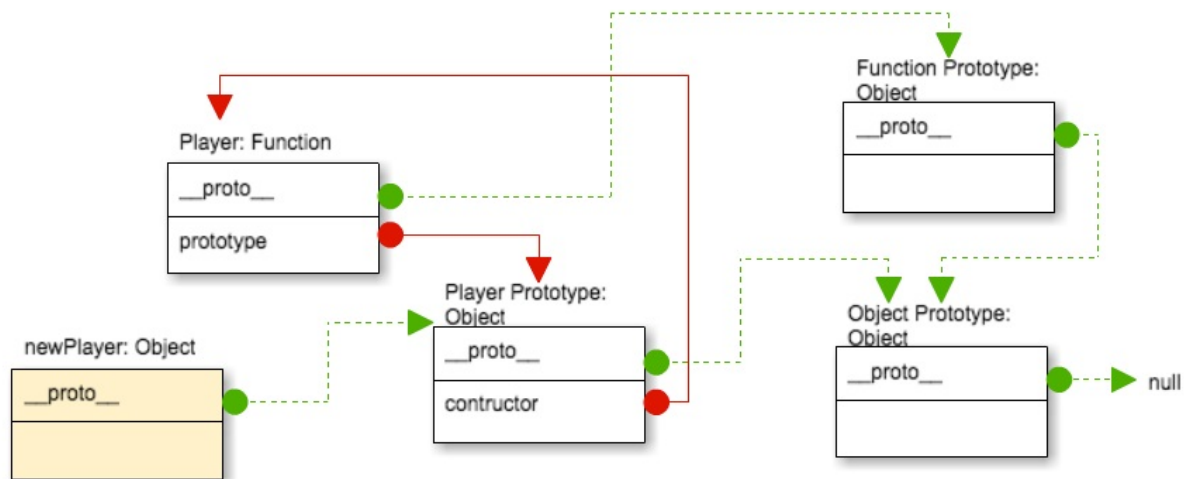 Function Prototype:
Object
__proto__
Player: Function
__proto__
prototype
Player Prototype:
Object
__proto__
contructor
newPlayer: Object
__proto__
Object Prototype:
Object
__proto__
null